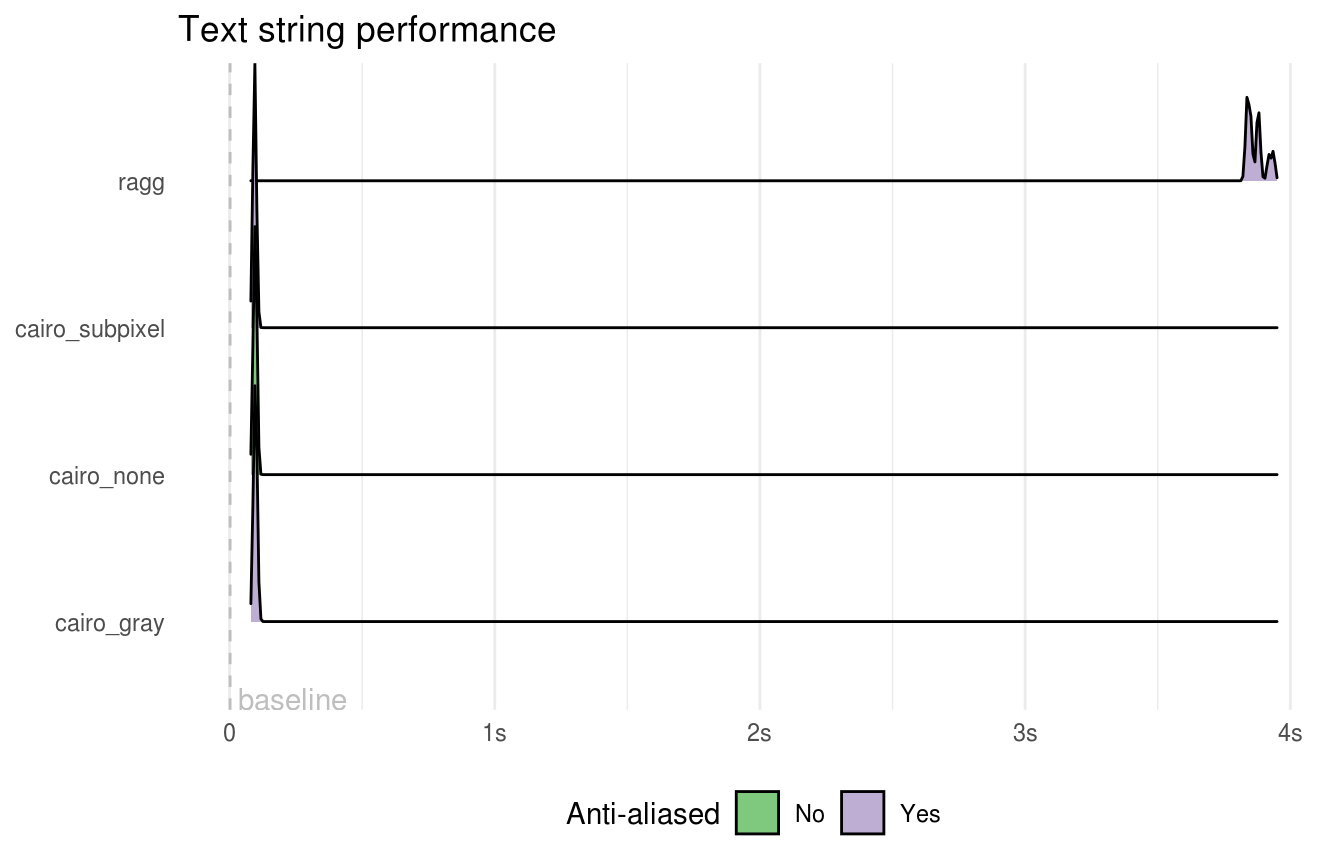 Text string performance
ragg
cairo_subpixel
cairo_none
cairo_gray
baseline
0 1s 2s 3s 4s
Anti-aliased No Yes